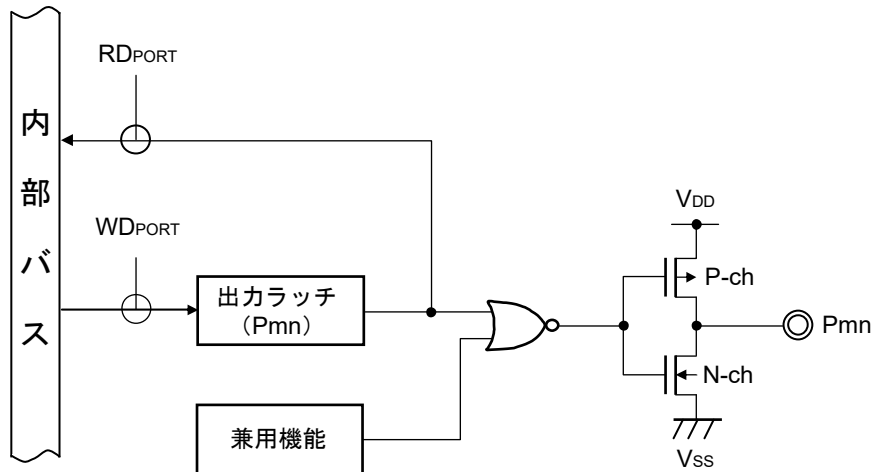 RDPORT
内部バス
WDPORT
出力ラッチ
（Pmn）
兼用機能
VDD
P-ch
Pmn
N-ch
VSS